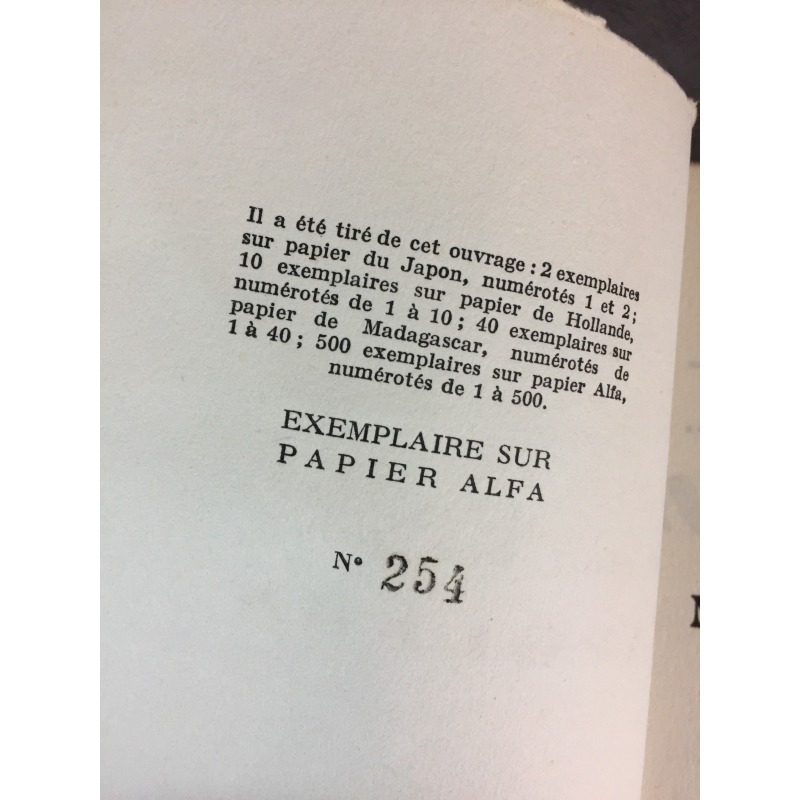 Il a été tiré de cet ouvrage : 2 exemplaires
sur papier du Japon, numérotés 1 et 2;
10 exemplaires sur papier de Hollande,
numérotés de 1 à 10 ; 40 exemplaires sur
papier de Madagascar, numérotés de
1 à 40 ; 500 exemplaires sur papier Alfa,
numérotés de 1 à 500.
EXEMPLAIRE SUR
PAPIER ALFA
N° 254